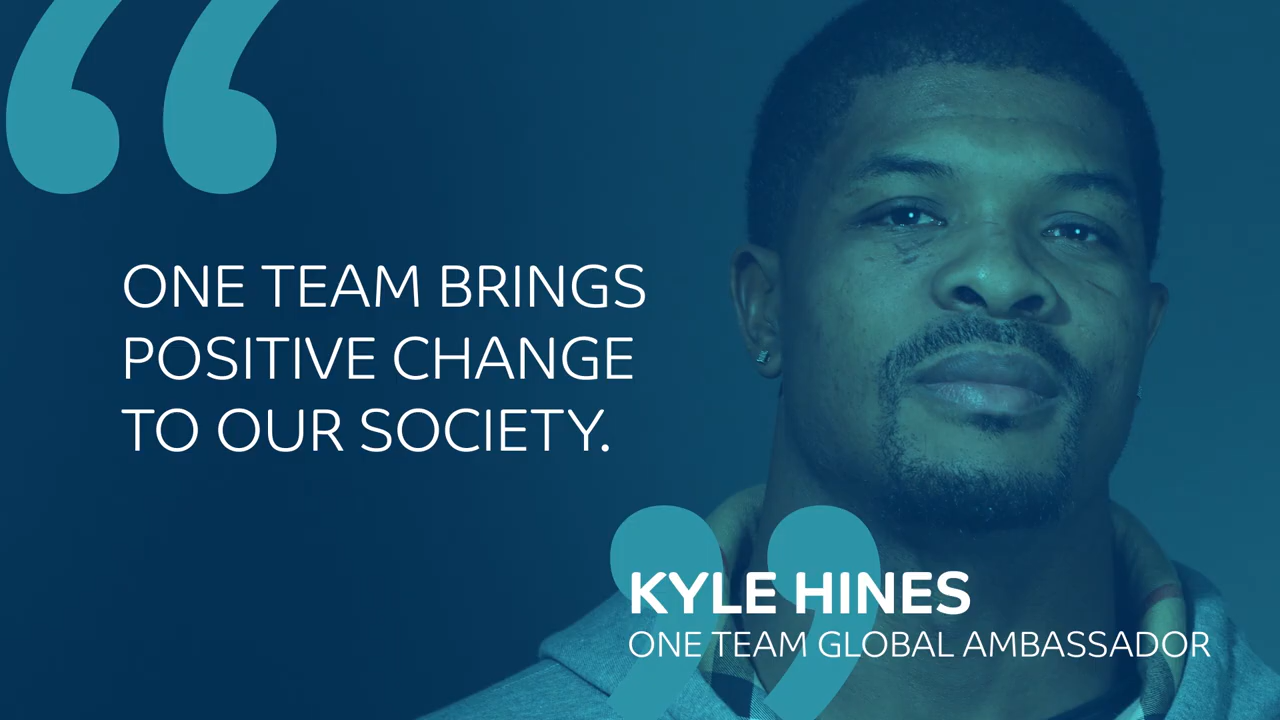 ONE TEAM BRINGS
POSITIVE CHANGE
TO OUR SOCIETY.
KYLE HINES
ONE TEAM GLOBAL AMBASSADOR